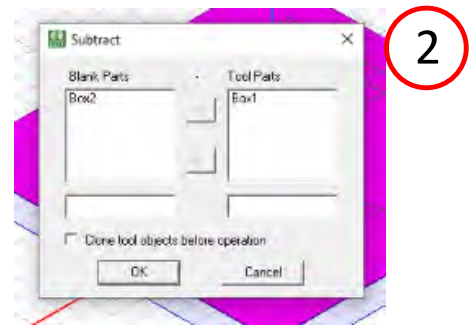 Subtract
2
Blank Parts - Tool Parts
Box2 Box1
Clone tool objects before operation
OK Cancel